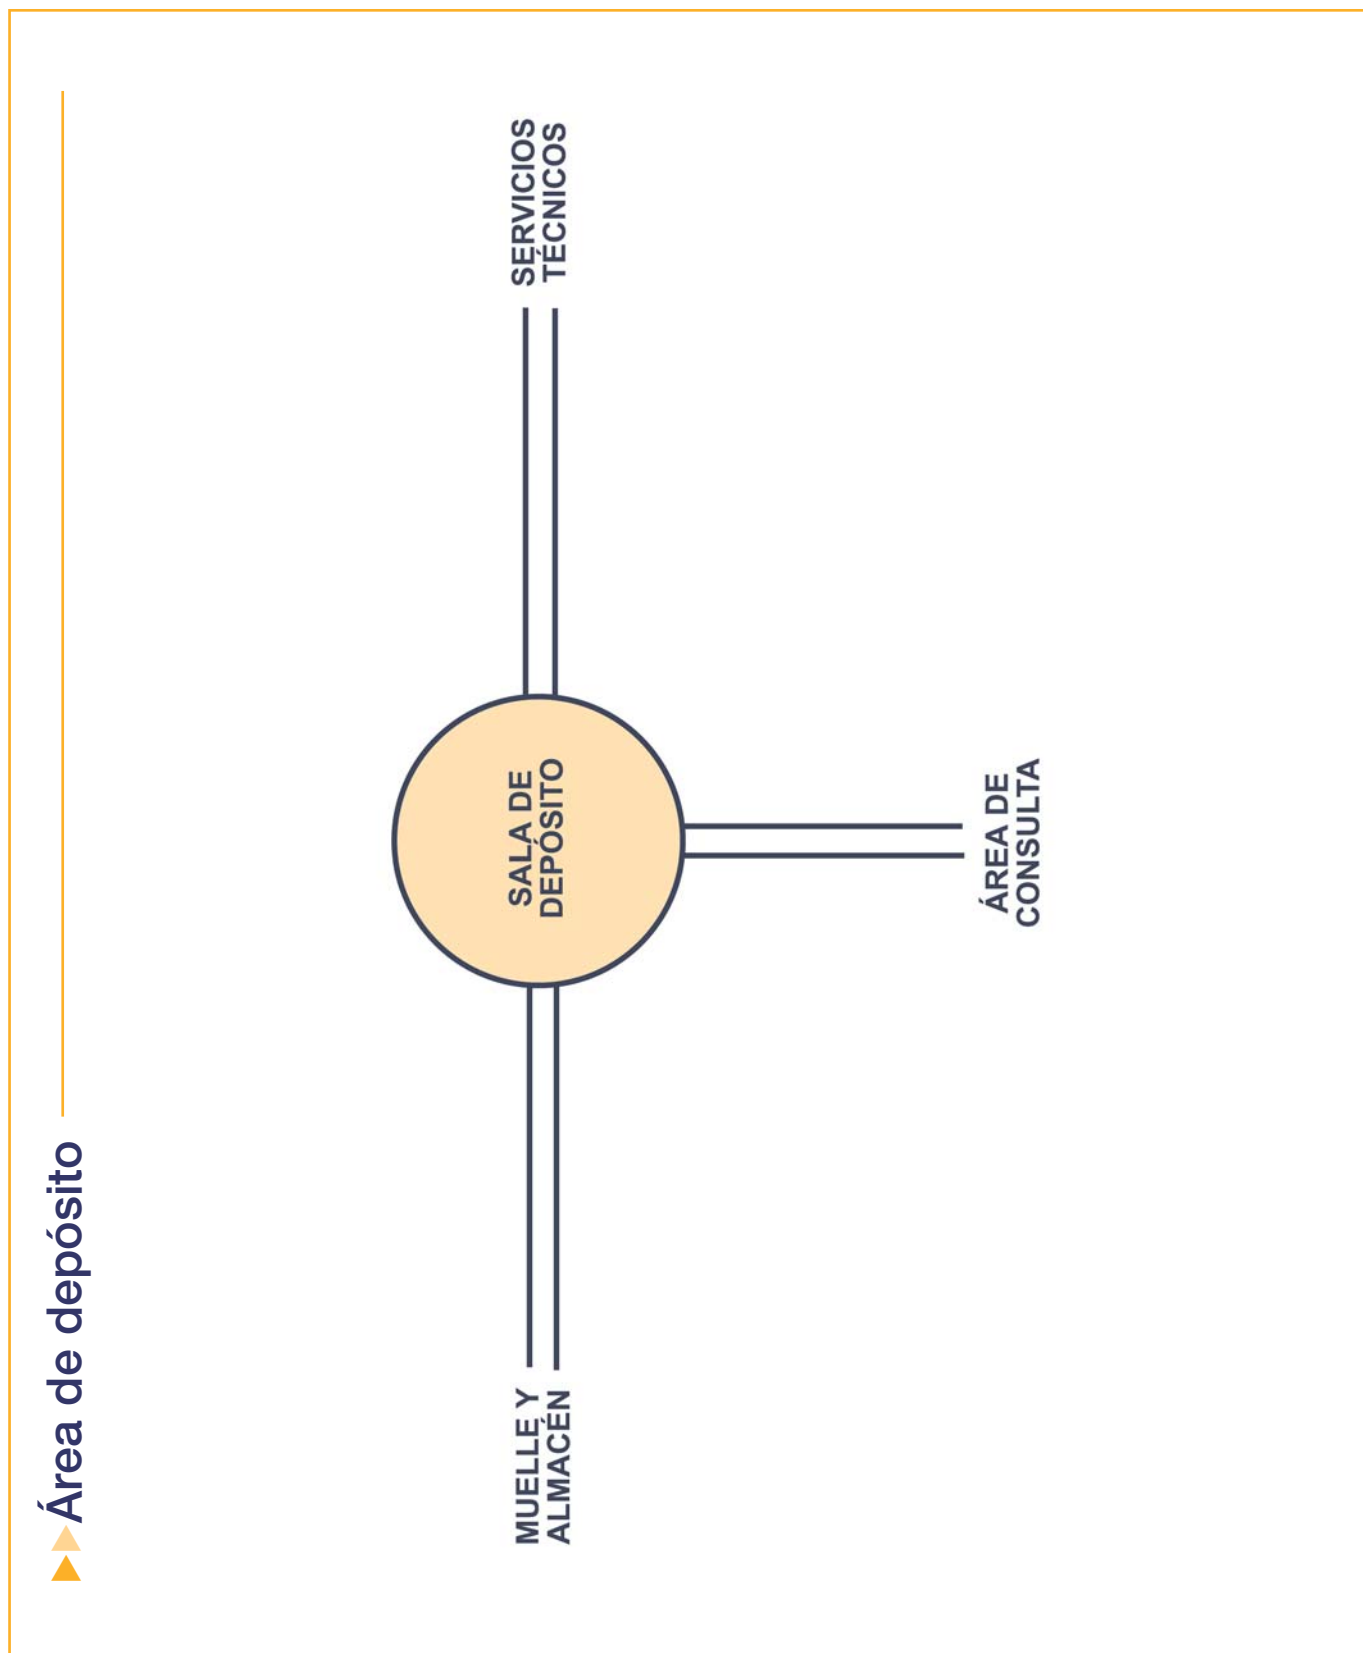 Área de depósito
MUELLE Y
ALMACÉN
SALA DE
DEPÓSITO
SERVICIOS
TÉCNICOS
ÁREA DE
CONSULTA